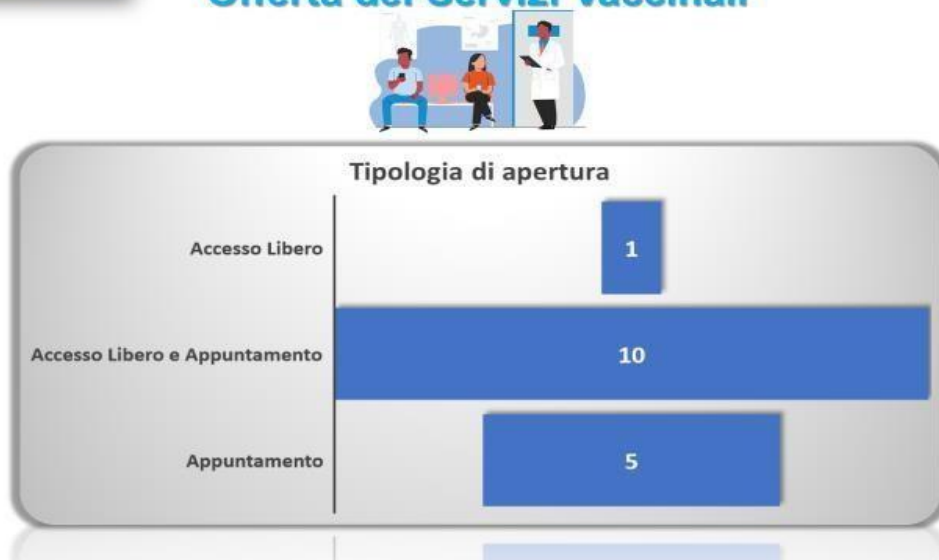 Offerta dei Servizi Vaccinali
Tipologia di apertura
Accesso Libero
1
Accesso Libero e Appuntamento
10
Appuntamento
5